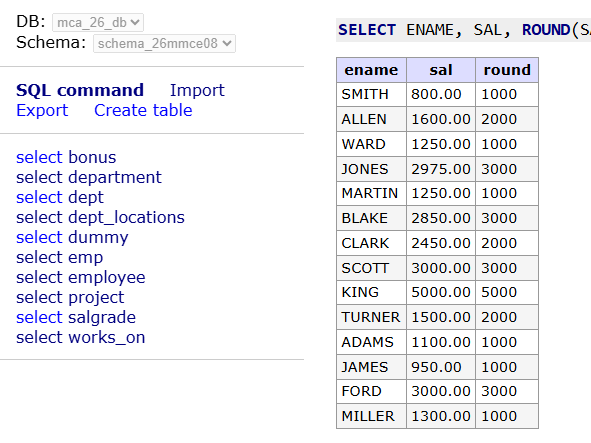 DB: mca_26_db
Schema: schema_26mmce08
SQL command Import
Export Create table
select bonus
select department
select dept
select dept_locations
select dummy
select emp
select employee
select project
select salgrade
select works_on
SELECT ENAME, SAL, ROUND(SA
ename sal round
SMITH 800.00 1000
ALLEN 1600.00 2000
WARD 1250.00 1000
JONES 2975.00 3000
MARTIN 1250.00 1000
BLAKE 2850.00 3000
CLARK 2450.00 2000
SCOTT 3000.00 3000
KING 5000.00 5000
TURNER 1500.00 2000
ADAMS 1100.00 1000
JAMES 950.00 1000
FORD 3000.00 3000
MILLER 1300.00 1000